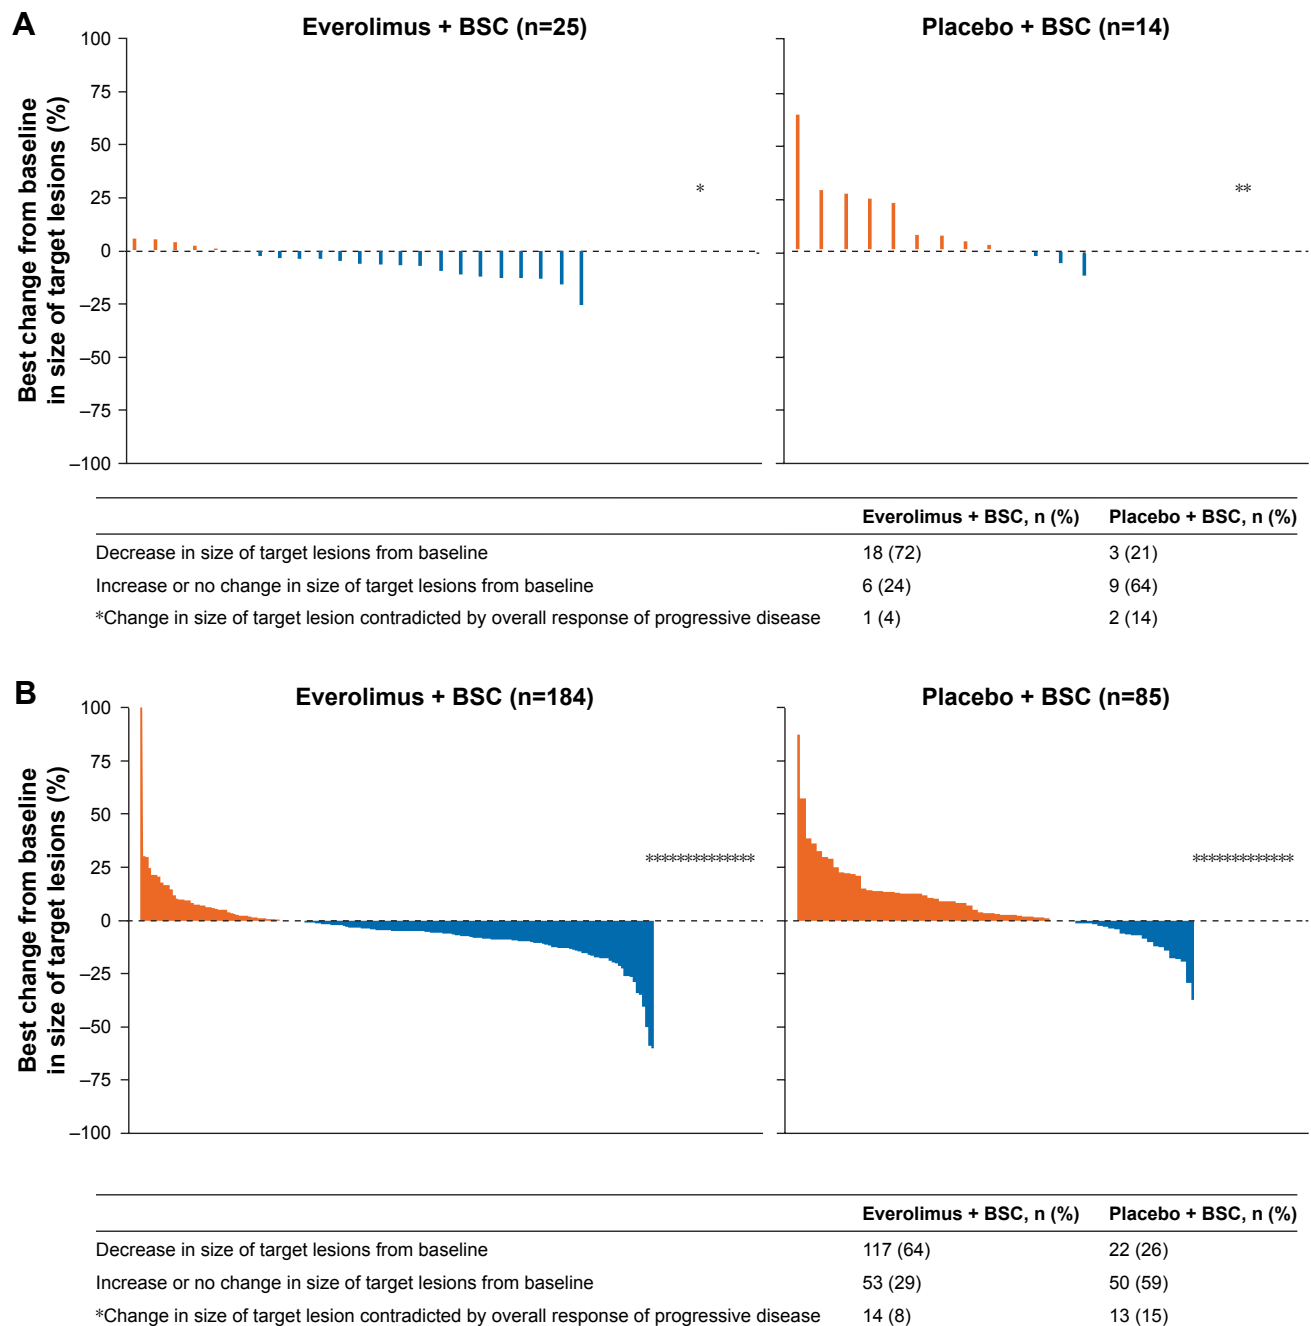 A
Everolimus + BSC (n=25)
Placebo + BSC (n=14)
Best change from baseline
in size of target lesions (%)
100
75
50
25
0
–25
–50
–75
–100
*
**
Everolimus + BSC, n (%) Placebo + BSC, n (%)
Decrease in size of target lesions from baseline 18 (72) 3 (21)
Increase or no change in size of target lesions from baseline 6 (24) 9 (64)
*Change in size of target lesion contradicted by overall response of progressive disease 1 (4) 2 (14)
B
Everolimus + BSC (n=184)
Placebo + BSC (n=85)
Best change from baseline
in size of target lesions (%)
100
75
50
25
0
–25
–50
–75
–100
**************
*************
Everolimus + BSC, n (%) Placebo + BSC, n (%)
Decrease in size of target lesions from baseline 117 (64) 22 (26)
Increase or no change in size of target lesions from baseline 53 (29) 50 (59)
*Change in size of target lesion contradicted by overall response of progressive disease 14 (8) 13 (15)